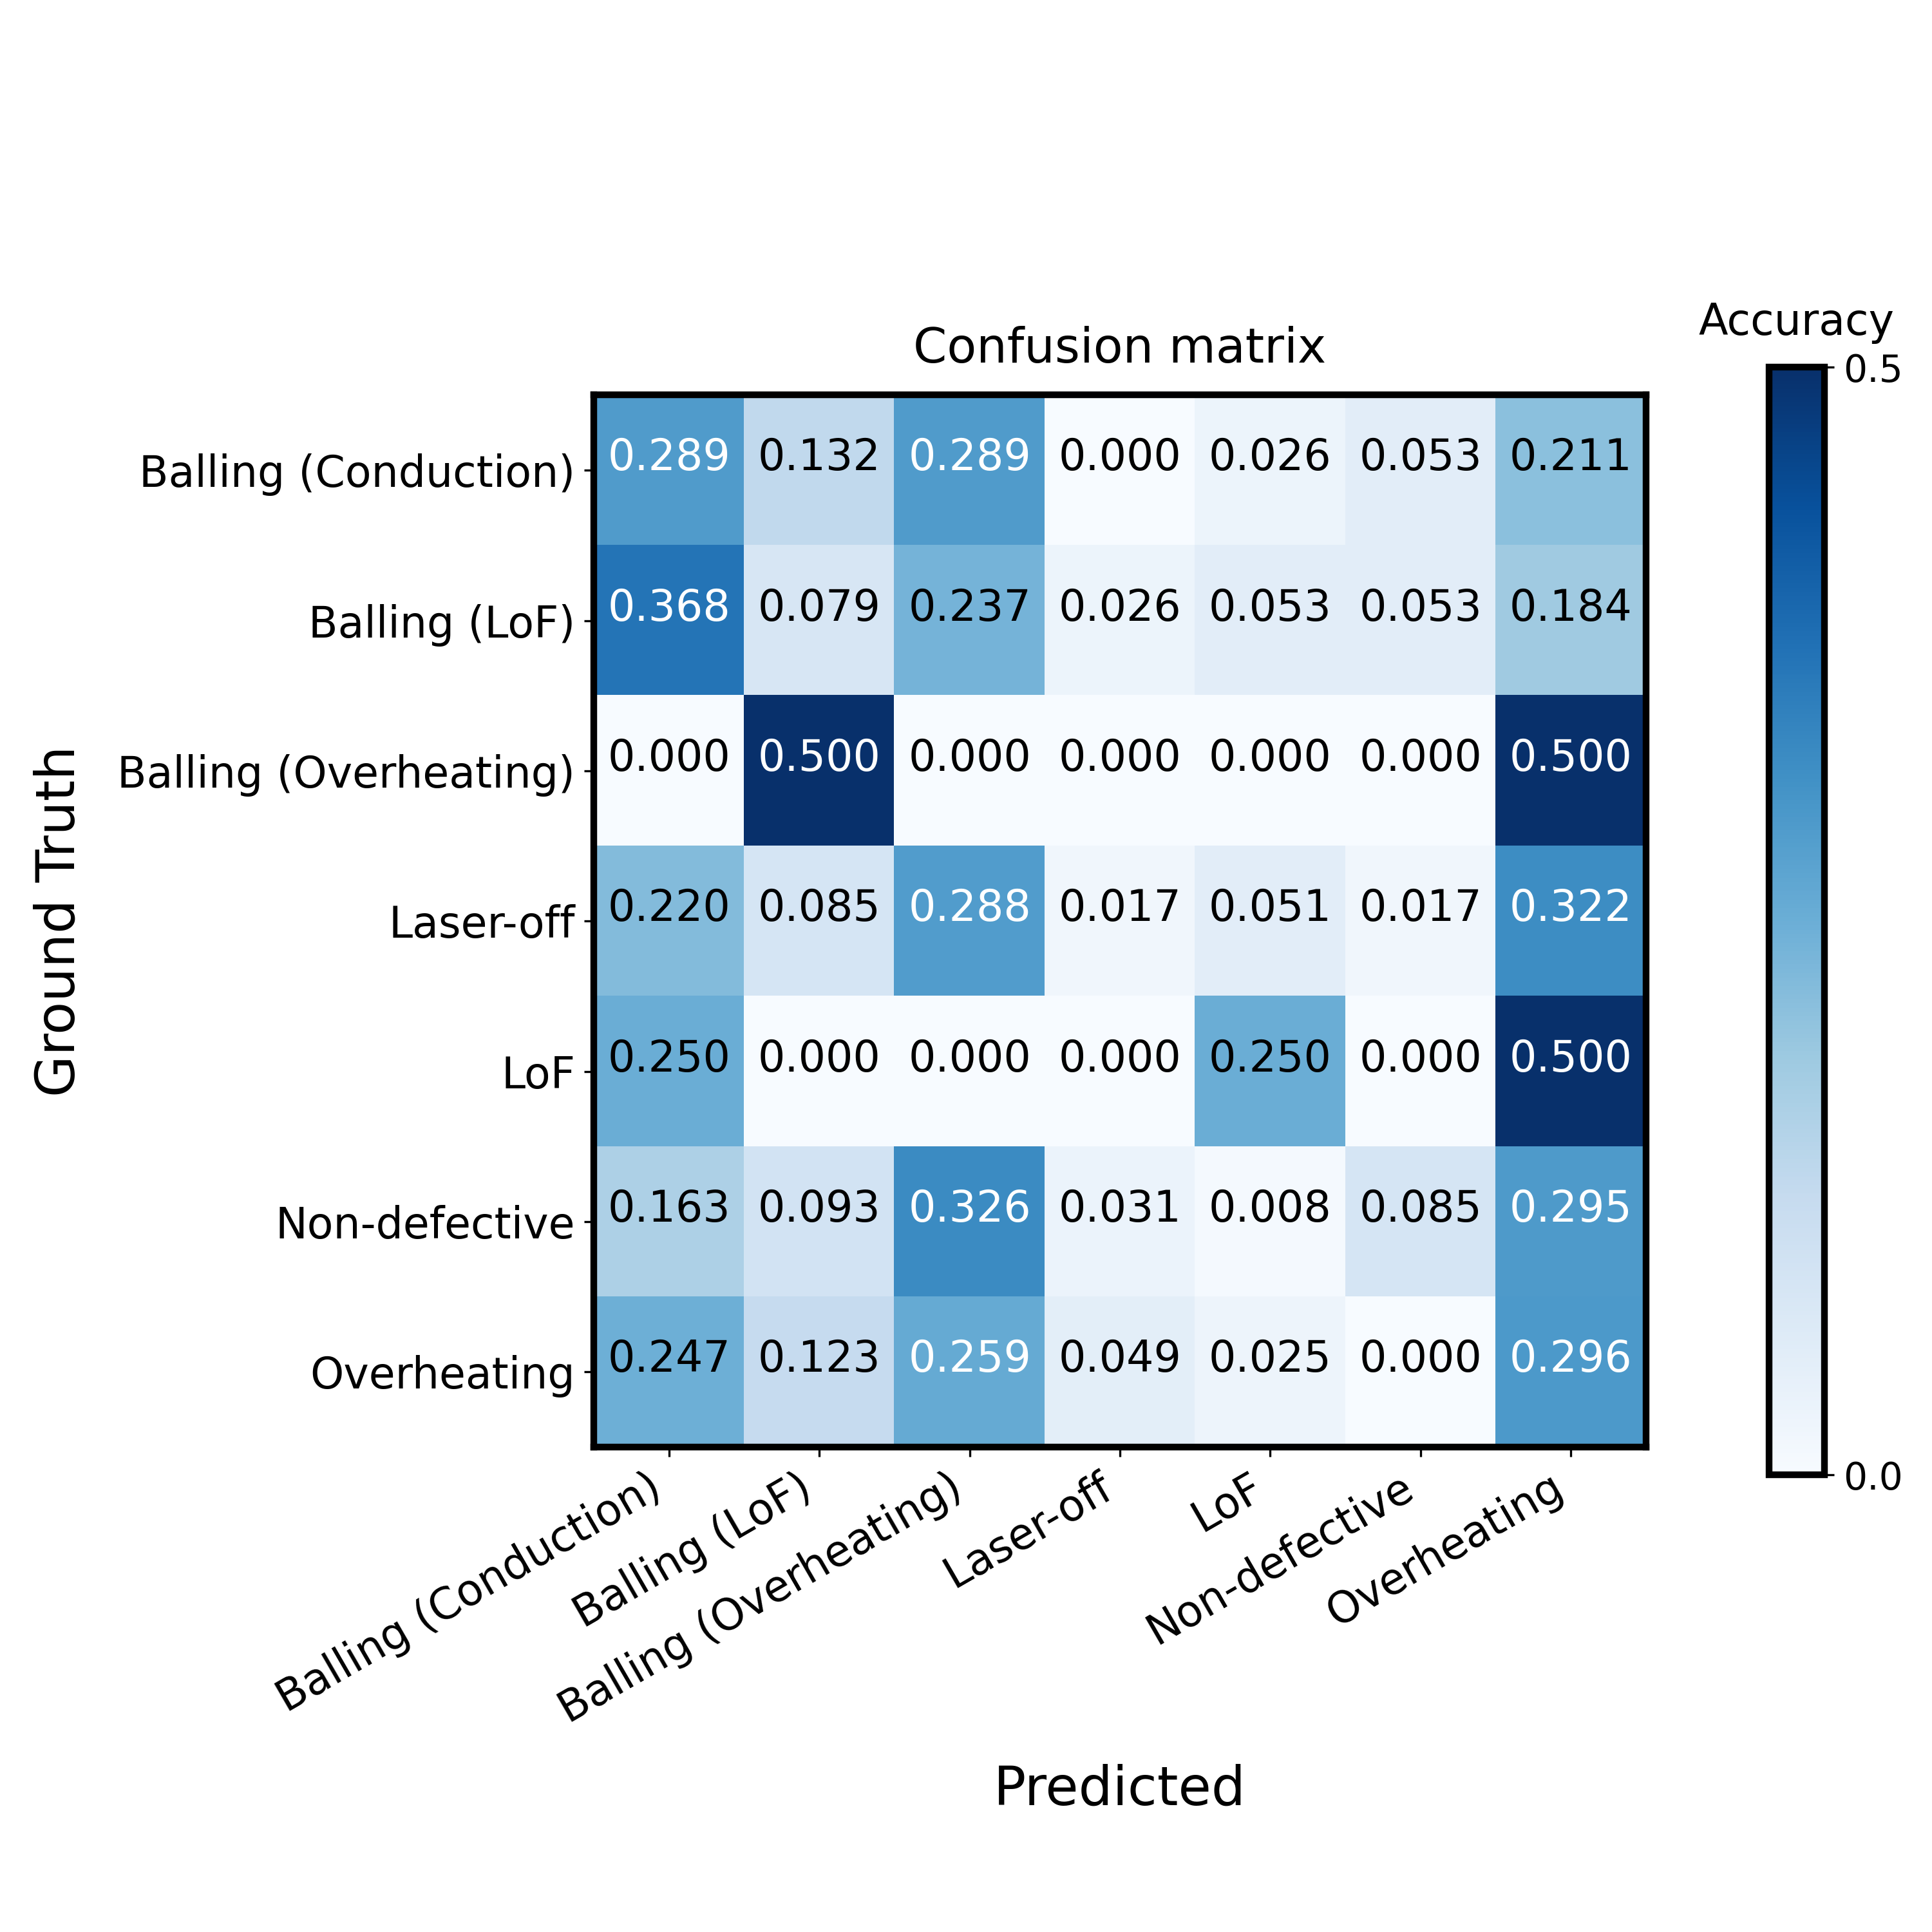 Confusion matrix
Accuracy
0.5
0.0
Ground Truth
Balling (Conduction) 0.289 0.132 0.289 0.000 0.026 0.053 0.211
Balling (LoF) 0.368 0.079 0.237 0.026 0.053 0.053 0.184
Balling (Overheating) 0.000 0.500 0.000 0.000 0.000 0.000 0.500
Laser-off 0.220 0.085 0.288 0.017 0.051 0.017 0.322
LoF 0.250 0.000 0.000 0.000 0.250 0.000 0.500
Non-defective 0.163 0.093 0.326 0.031 0.008 0.085 0.295
Overheating 0.247 0.123 0.259 0.049 0.025 0.000 0.296
Balling (Conduction)
Balling (LoF)
Balling (Overheating)
Laser-off
LoF
Non-defective
Overheating
Predicted